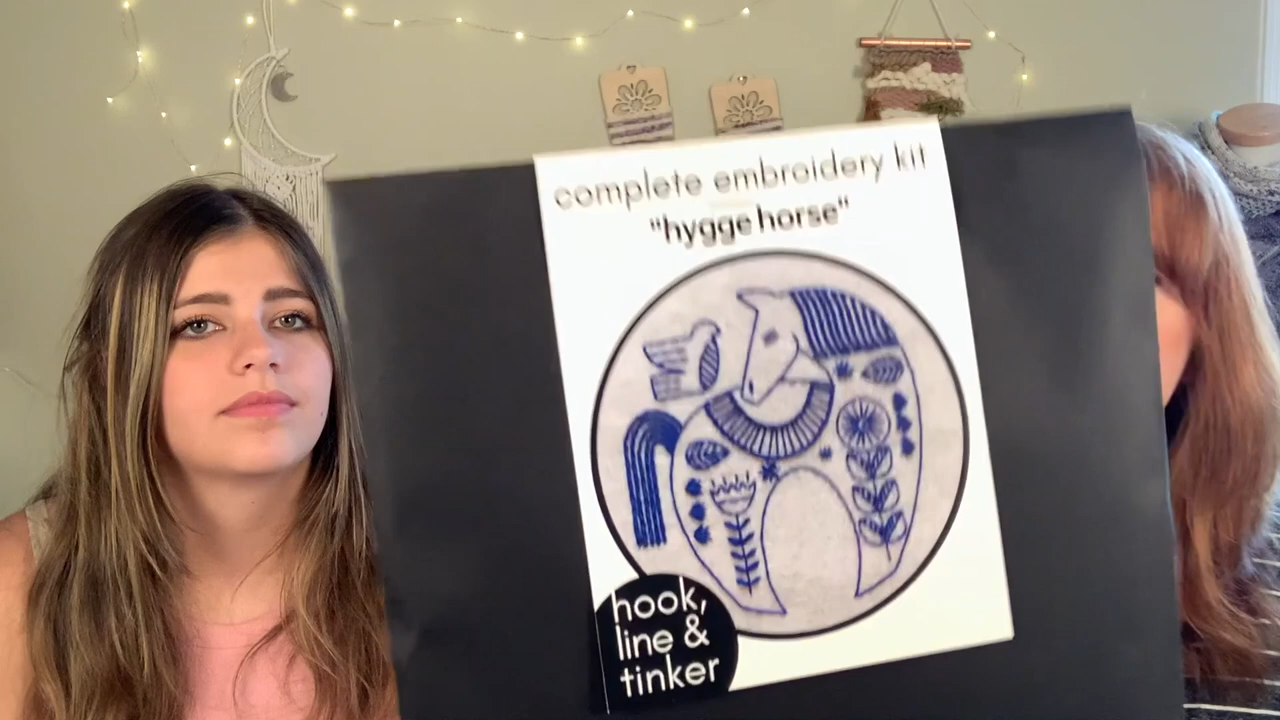 complete embroidery kit
"hygge horse"
hook,
line &
tinker